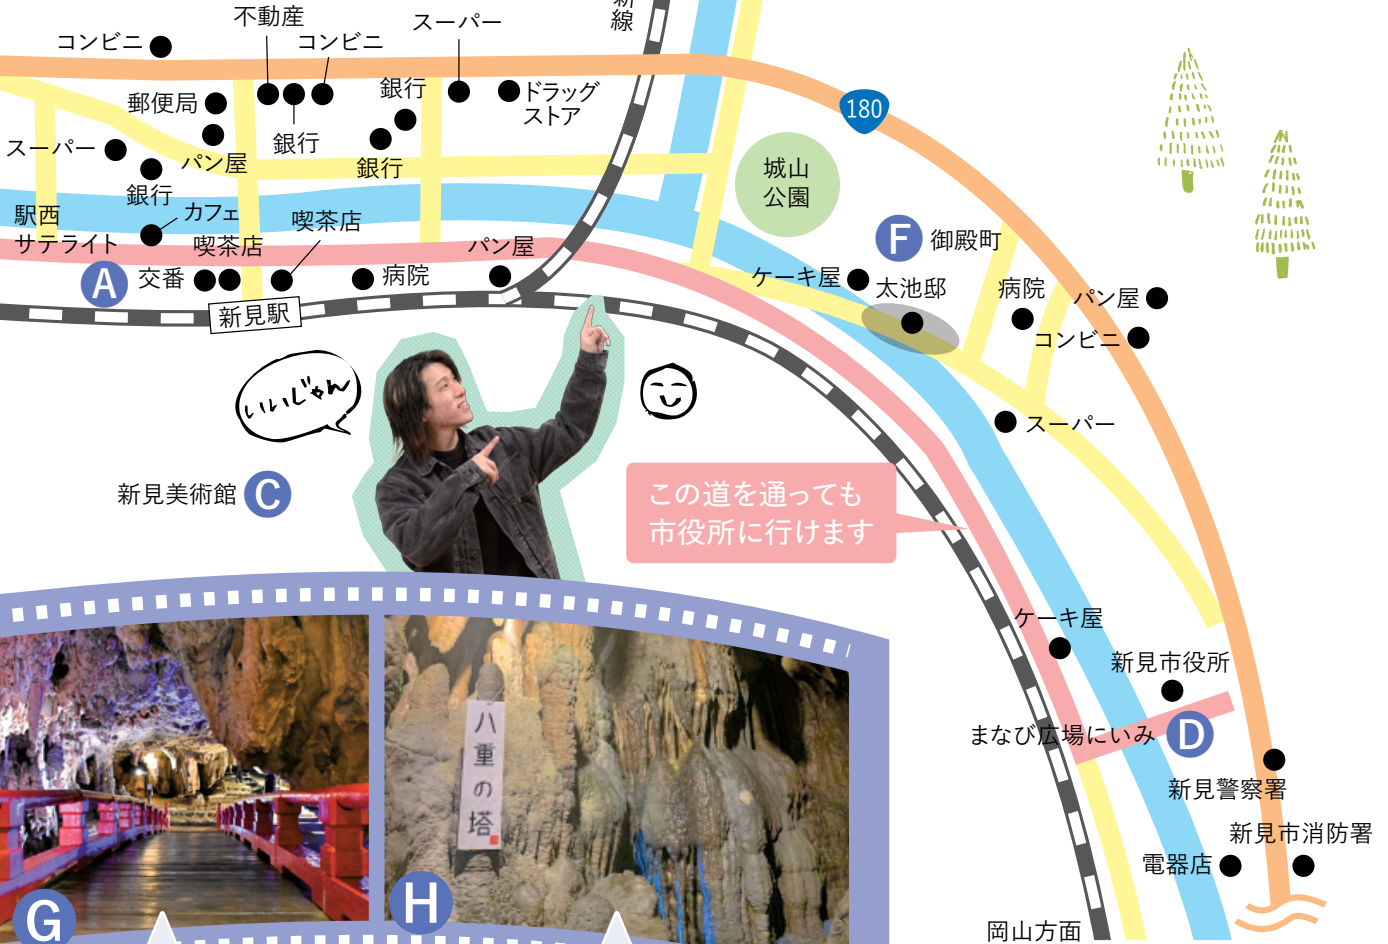 不動産
スーパー
新
線
コンビニ
コンビニ
銀行
ドラッグ
ストア
郵便局
180
銀行
スーパー
パン屋
銀行
城山
公園
銀行
駅西
サテライト
カフェ
喫茶店
喫茶店
パン屋
F
御殿町
A
交番
病院
ケーキ屋
太池邸
病院
パン屋
新見駅
コンビニ
いいじゃん
スーパー
新見美術館
C
この道を通っても
市役所に行けます
ケーキ屋
新見市役所
まなび広場にいみ
D
八重の塔
新見警察署
新見市消防署
電器店
G
H
岡山方面